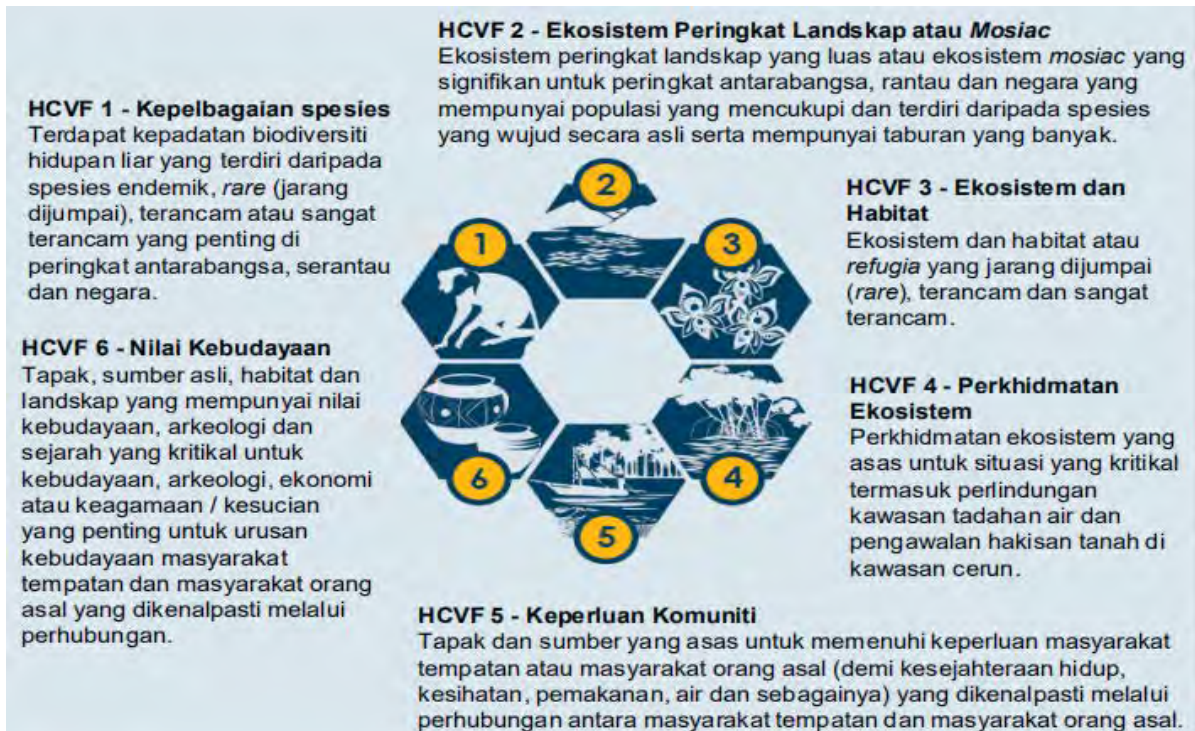 HCVF 1 - Kepelbagaian spesies
Terdapat kepadatan biodiversiti
hidupan liar yang terdiri daripada
spesies endemik, rare (jarang
dijumpai), terancam atau sangat
terancam yang penting di
peringkat antarabangsa, serantau
dan negara.
HCVF 2 - Ekosistem Peringkat Landskap atau Mosiac
Ekosistem peringkat landskap yang luas atau ekosistem mosiac yang
signifikan untuk peringkat antarabangsa, rantau dan negara yang
mempunyai populasi yang mencukupi dan terdiri daripada spesies
yang wujud secara asli serta mempunyai taburan yang banyak.
HCVF 3 - Ekosistem dan
Habitat
Ekosistem dan habitat atau
refugia yang jarang dijumpai
(rare), terancam dan sangat
terancam.
HCVF 4 - Perkhidmatan
Ekosistem
Perkhidmatan ekosistem yang
asas untuk situasi yang kritikal
termasuk perlindungan
kawasan tadahan air dan
pengawalan hakisan tanah di
kawasan cerun.
HCVF 5 - Keperluan Komuniti
Tapak dan sumber yang asas untuk memenuhi keperluan masyarakat
tempatan atau masyarakat orang asal (demi kesejahteraan hidup,
kesihatan, pemakanan, air dan sebagainya) yang dikenalpasti melalui
perhubungan antara masyarakat tempatan dan masyarakat orang asal.
HCVF 6 - Nilai Kebudayaan
Tapak, sumber asli, habitat dan
landskap yang mempunyai nilai
kebudayaan, arkeologi dan
sejarah yang kritikal untuk
kebudayaan, arkeologi, ekonomi
atau keagamaan / kesucian
yang penting untuk urusan
kebudayaan masyarakat
tempatan dan masyarakat orang
asal yang dikenalpasti melalui
perhubungan.
1
2
3
4
5
6